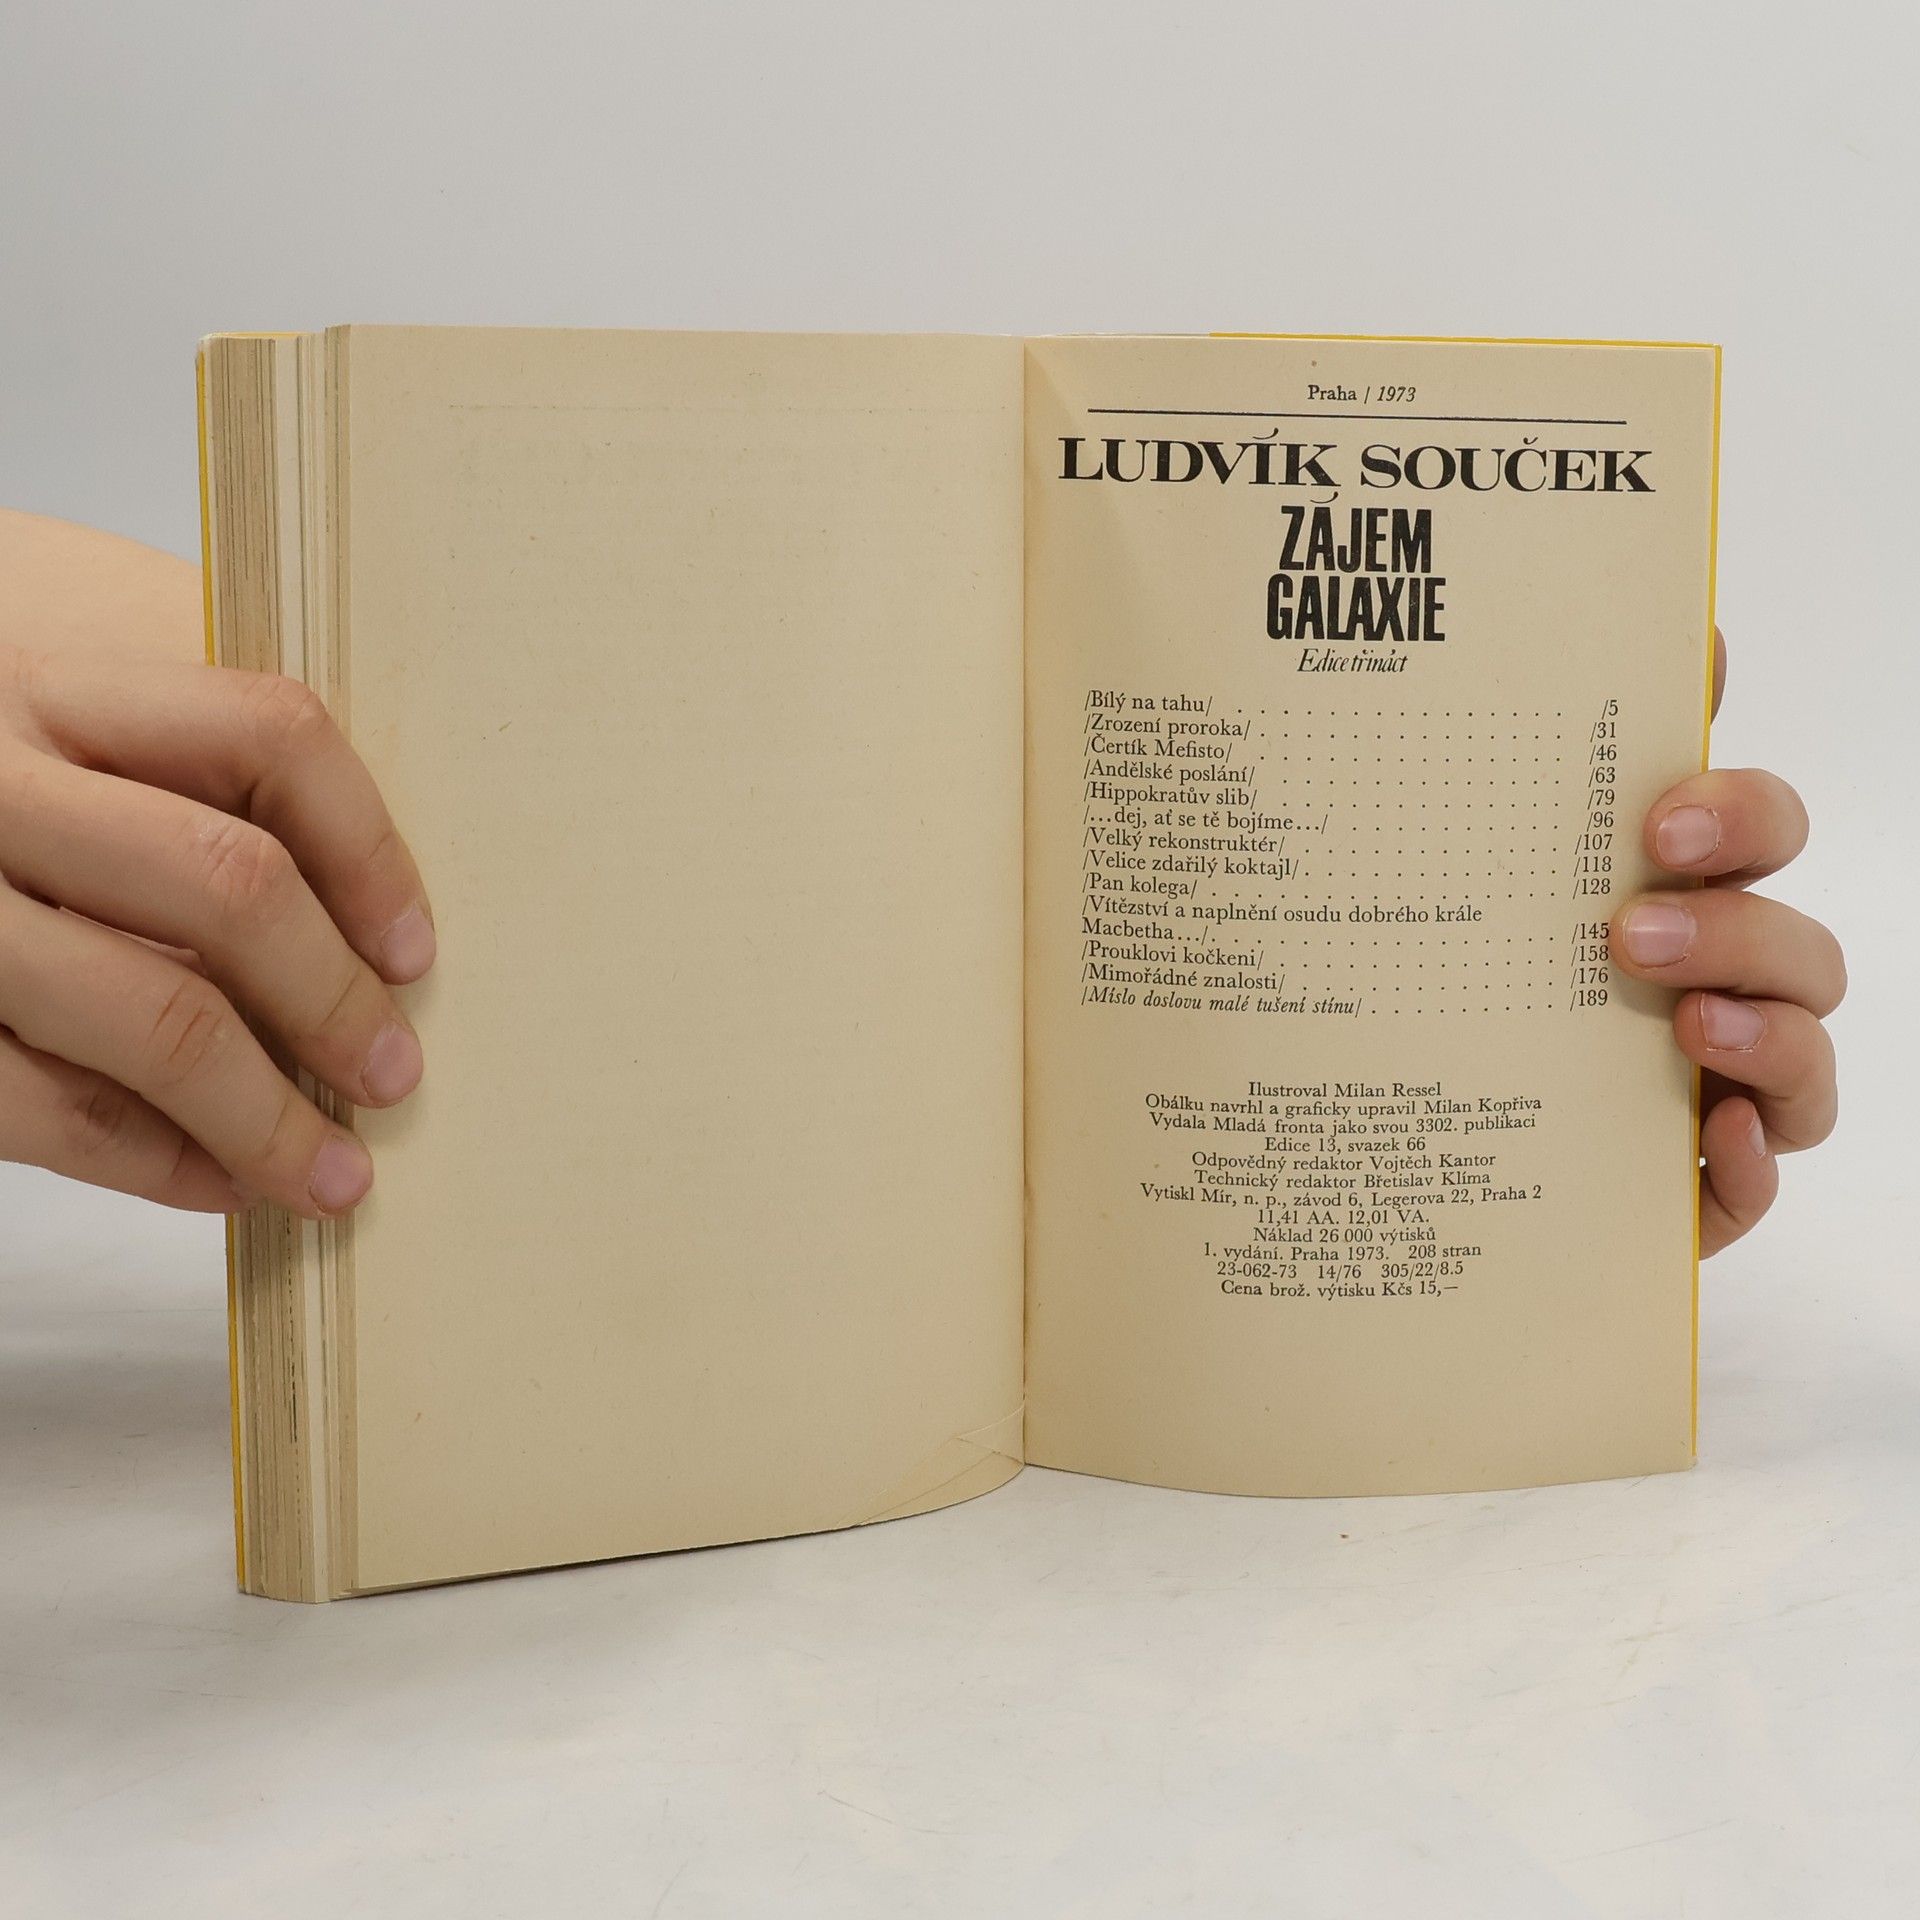 Praha / 1973
LUDVÍK SOUČEK
ZÁJEM
GALAXIE
Edice třináct
/Bílý na tahu/ . . . . . . . . . . . . . . . /5
/Zrození proroka/ . . . . . . . . . . . . . . /31
/Čertík Mefisto/ . . . . . . . . . . . . . . /46
/Andělské poslání/ . . . . . . . . . . . . . /63
/Hippokratův slib/ . . . . . . . . . . . . . /79
/...dej, ať se tě bojíme.../ . . . . . . . . . . /96
/Velký rekonstruktér/ . . . . . . . . . . . . /107
/Velice zdařilý koktajl/ . . . . . . . . . . . . /118
/Pan kolega/ . . . . . . . . . . . . . . . . /128
/Vítězství a naplnění osudu dobrého krále
Macbetha.../ . . . . . . . . . . . . . . . . /145
/Prouklovi kočkeni/ . . . . . . . . . . . . . /158
/Mimořádné znalosti/ . . . . . . . . . . . . /176
/Míslo doslovu malé tušení stínu/ . . . . . . . . . /189
Ilustroval Milan Ressel
Obálku navrhl a graficky upravil Milan Kopřiva
Vydala Mladá fronta jako svou 3302. publikaci
Edice 13, svazek 66
Odpovědný redaktor Vojtěch Kantor
Technický redaktor Břetislav Klíma
Vytiskl Mír, n. p., závod 6, Legerova 22, Praha 2
11,41 AA. 12,01 VA.
Náklad 26 000 výtisků
1. vydání. Praha 1973. 208 stran
23-062-73 14/76 305/22/8.5
Cena brož. výtisku Kčs 15,—